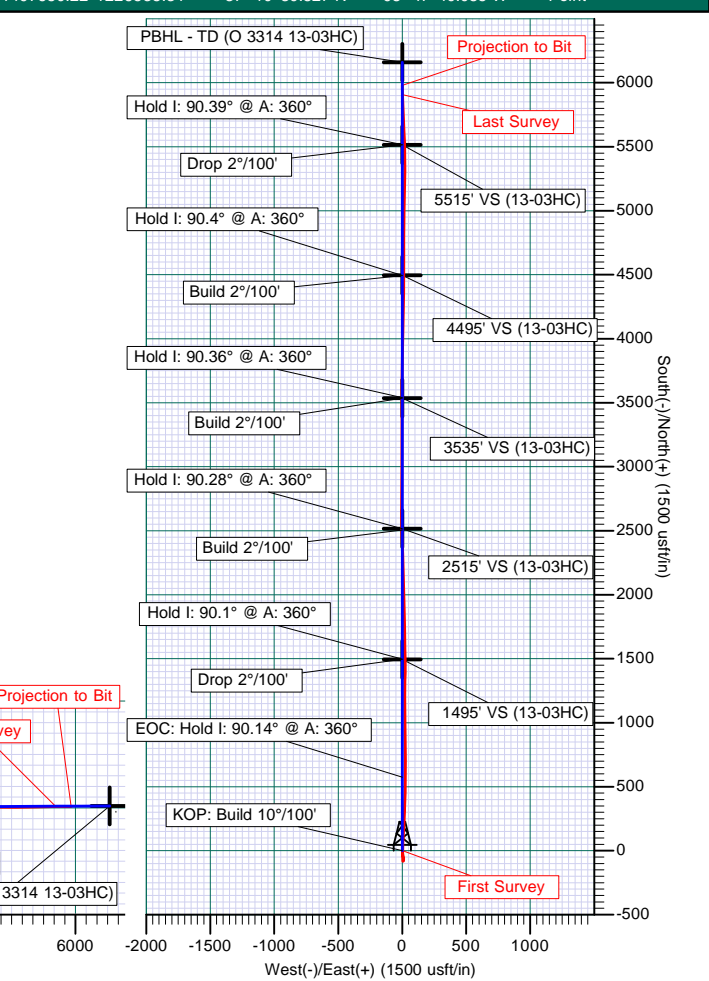 PBHL - TD (O 3314 13-03HC)
Projection to Bit
Last Survey
Hold I: 90.39° @ A: 360°
Drop 2°/100'
5515' VS (13-03HC)
Hold I: 90.4° @ A: 360°
Build 2°/100'
4495' VS (13-03HC)
Hold I: 90.36° @ A: 360°
Build 2°/100'
3535' VS (13-03HC)
Hold I: 90.28° @ A: 360°
Build 2°/100'
2515' VS (13-03HC)
Hold I: 90.1° @ A: 360°
Drop 2°/100'
1495' VS (13-03HC)
EOC: Hold I: 90.14° @ A: 360°
KOP: Build 10°/100'
First Survey
6000
5500
5000
4500
4000
3500
3000
2500
2000
1500
1000
500
0
-500
South(-)/North(+) (1500 usft/in)
-2000 -1500 -1000 -500 0 500 1000
West(-)/East(+) (1500 usft/in)
Projection to Bit
vey
3314 13-03HC)
6000